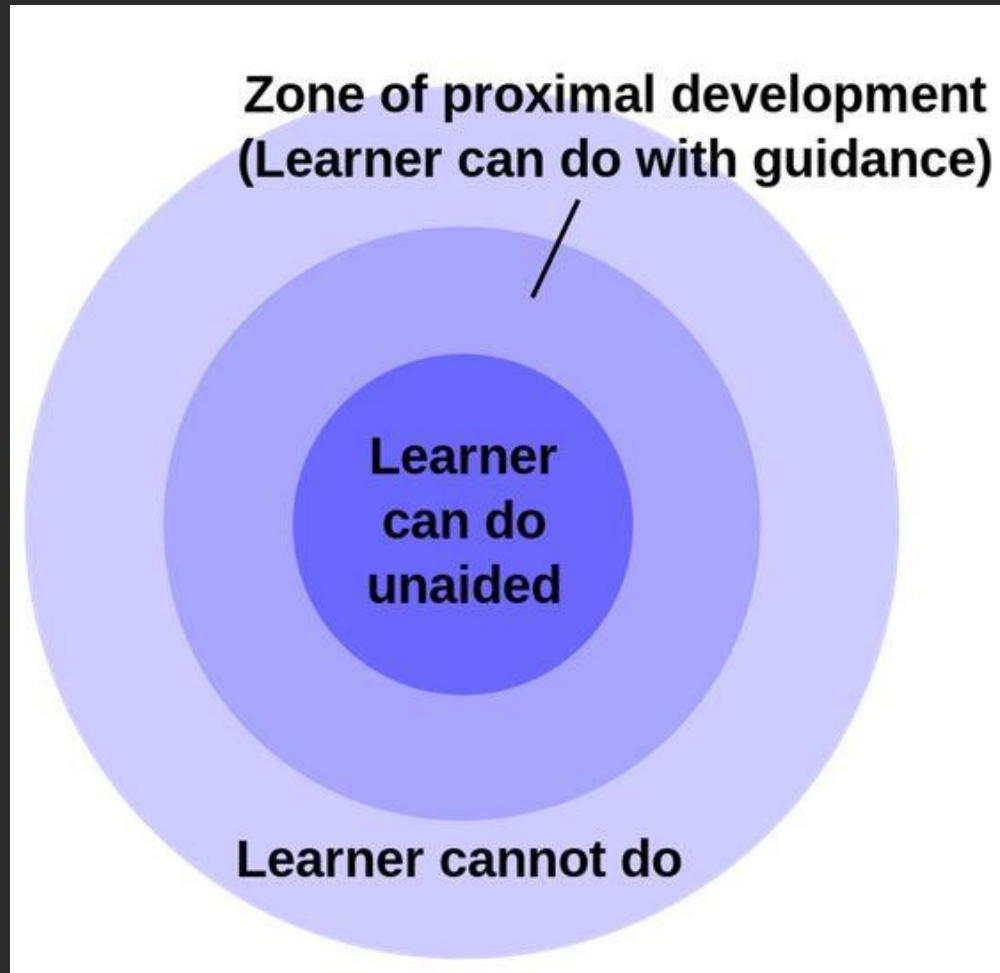 Zone of proximal development
(Learner can do with guidance)
Learner
can do
unaided
Learner cannot do